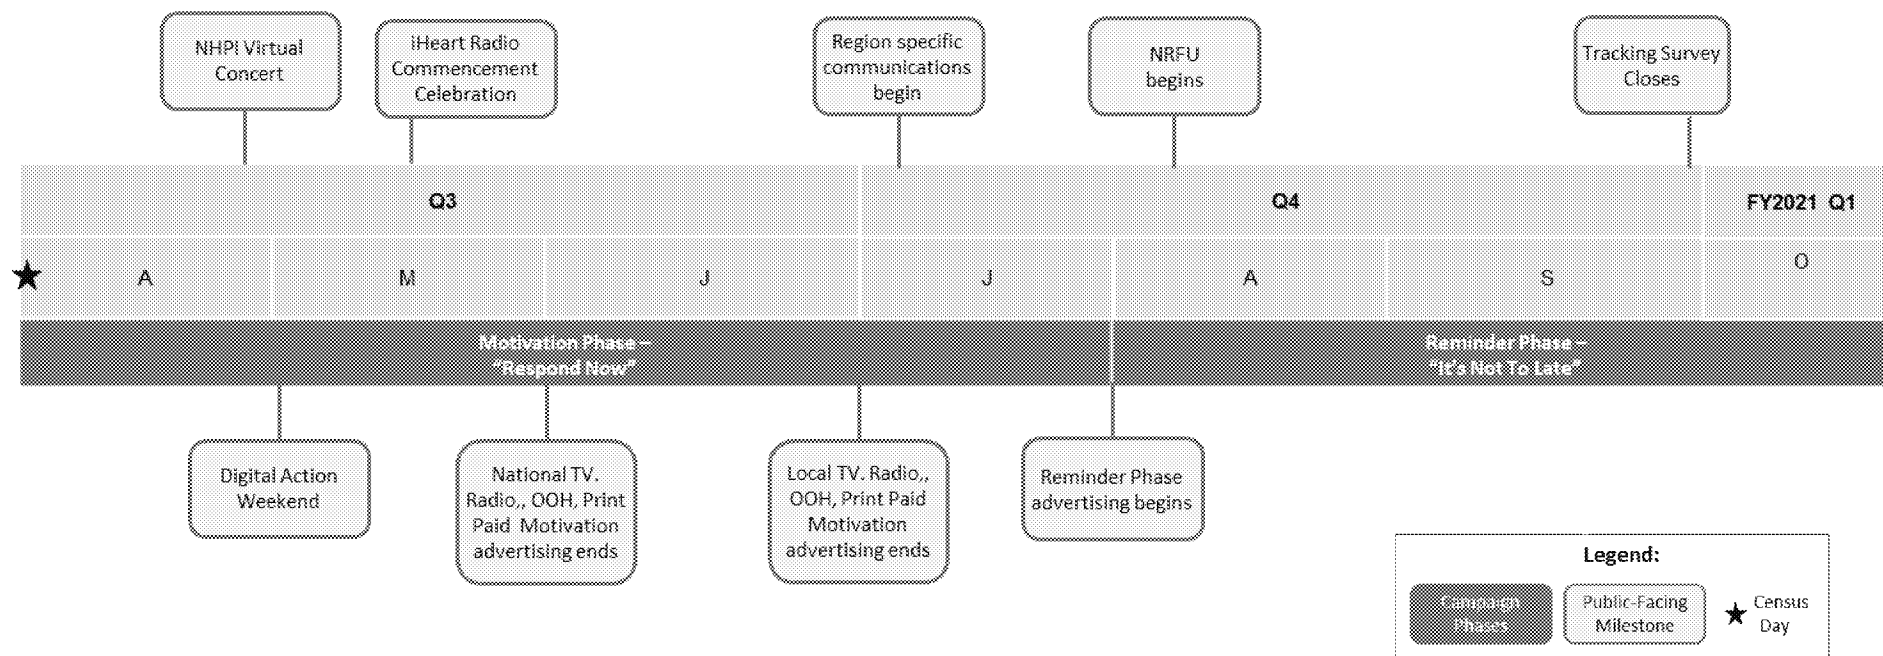 NHPI Virtual
Concert
iHeart Radio
Commencement
Celebration
Region specific
communications
begin
NRFU
begins
Tracking Survey
Closes
Q3
Q4
FY2021 Q1
A
M
J
J
A
S
O
Motivation Phase –
“Respond Now”
Reminder Phase –
“It's Not To Late”
Digital Action
Weekend
National TV.
Radio,, OOH, Print
Paid Motivation
advertising ends
Local TV. Radio,,
OOH, Print Paid
Motivation
advertising ends
Reminder Phase
advertising begins
Legend:
Campaign
Phases
Public-Facing
Milestone
Census
Day